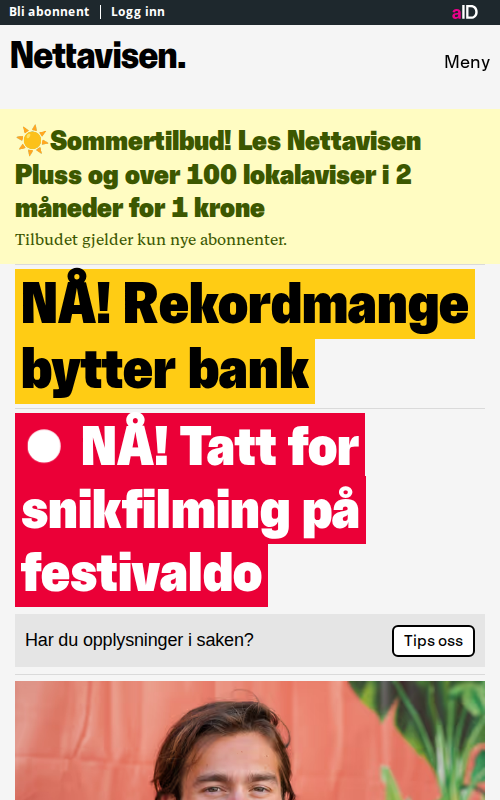 Bli abonnent | Logg inn
aID
Nettavisen.
Meny
☀️Sommertilbud! Les Nettavisen
Pluss og over 100 lokalaviser i 2
måneder for 1 krone
Tilbudet gjelder kun nye abonnenter.
NÅ! Rekordmange
bytter bank
NÅ! Tatt for
snikfilming på
festivaldo
Har du opplysninger i saken?
Tips oss